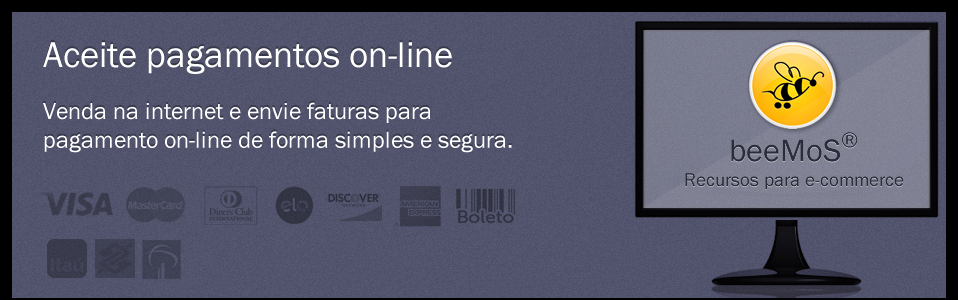 Aceite pagamentos on-line
Venda na internet e envie faturas para
pagamento on-line de forma simples e segura.
VISA
MasterCard
Diners Club
INTERNATIONAL
elo
DISCOVER
NETWORK
AMERICAN
EXPRESS
Boleto
itaú
beeMoS®
Recursos para e-commerce